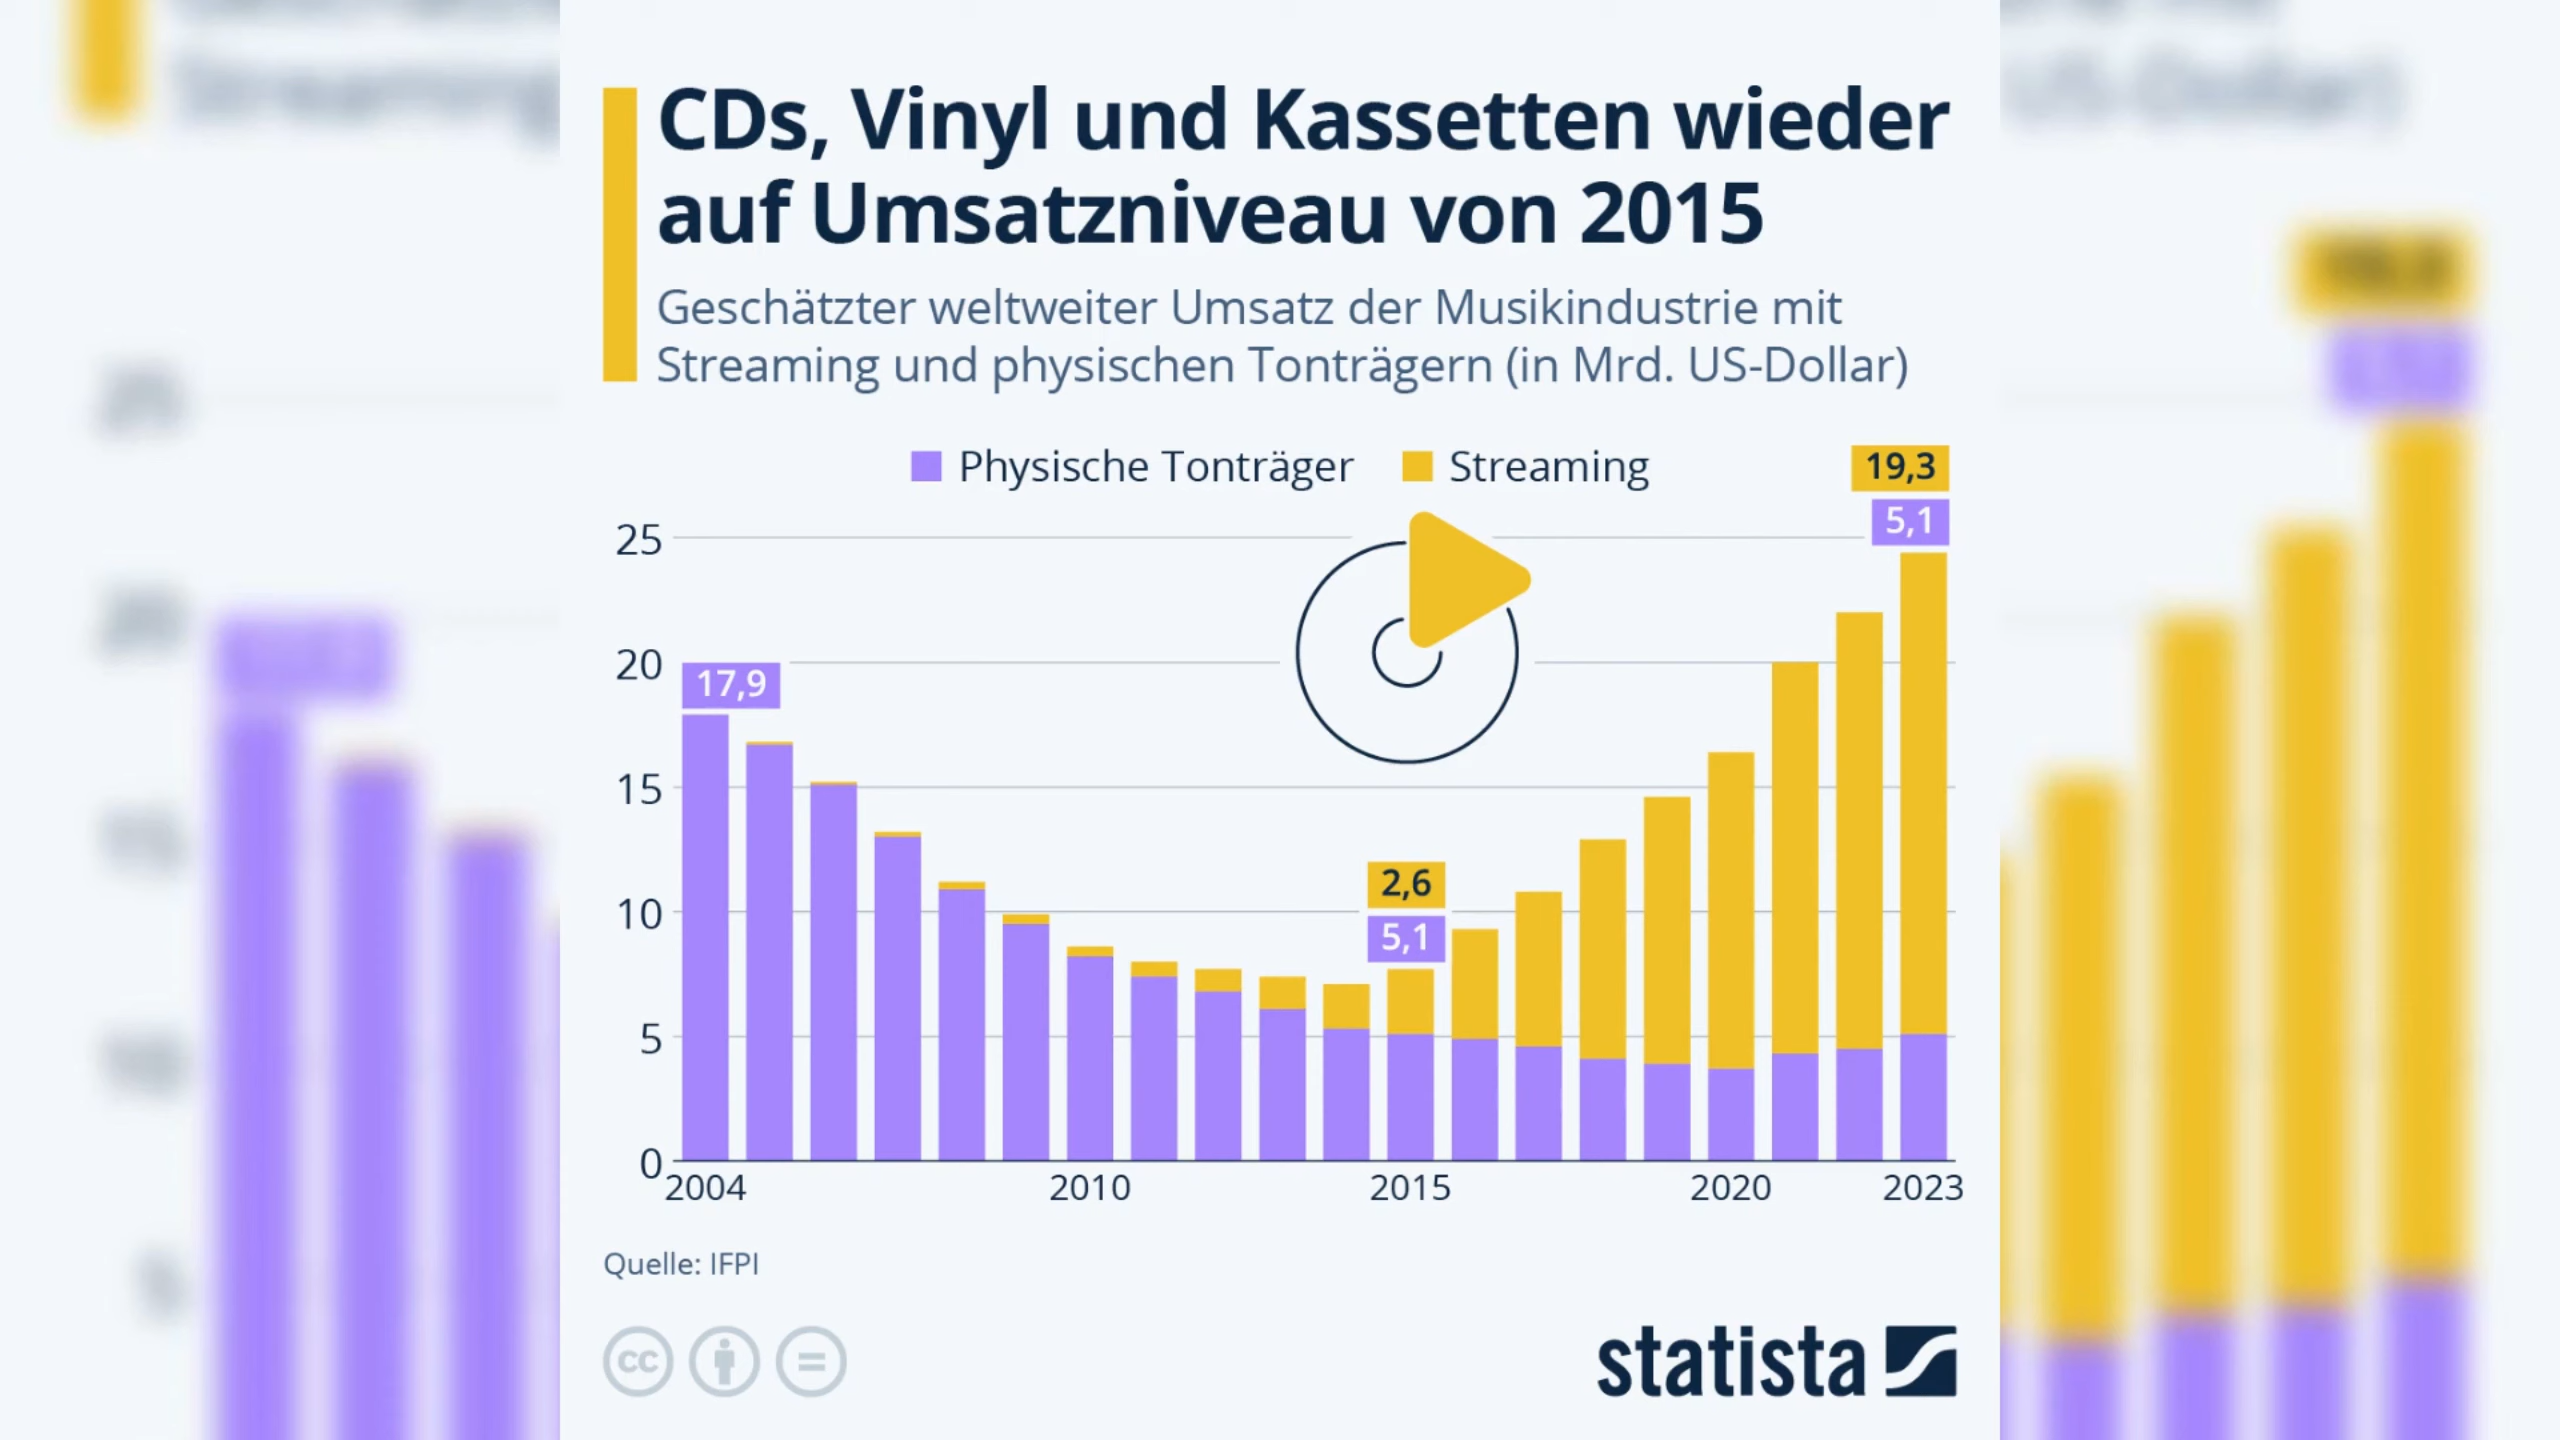 CDs, Vinyl und Kassetten wieder
auf Umsatzniveau von 2015
Geschätzter weltweiter Umsatz der Musikindustrie mit
Streaming und physischen Tonträgern (in Mrd. US-Dollar)
Physische Tonträger Streaming
19,3
5,1
25
20
17,9
15
2,6
10
5,1
5
0
2004 2010 2015 2020 2023
Quelle: IFPI
cc
statista